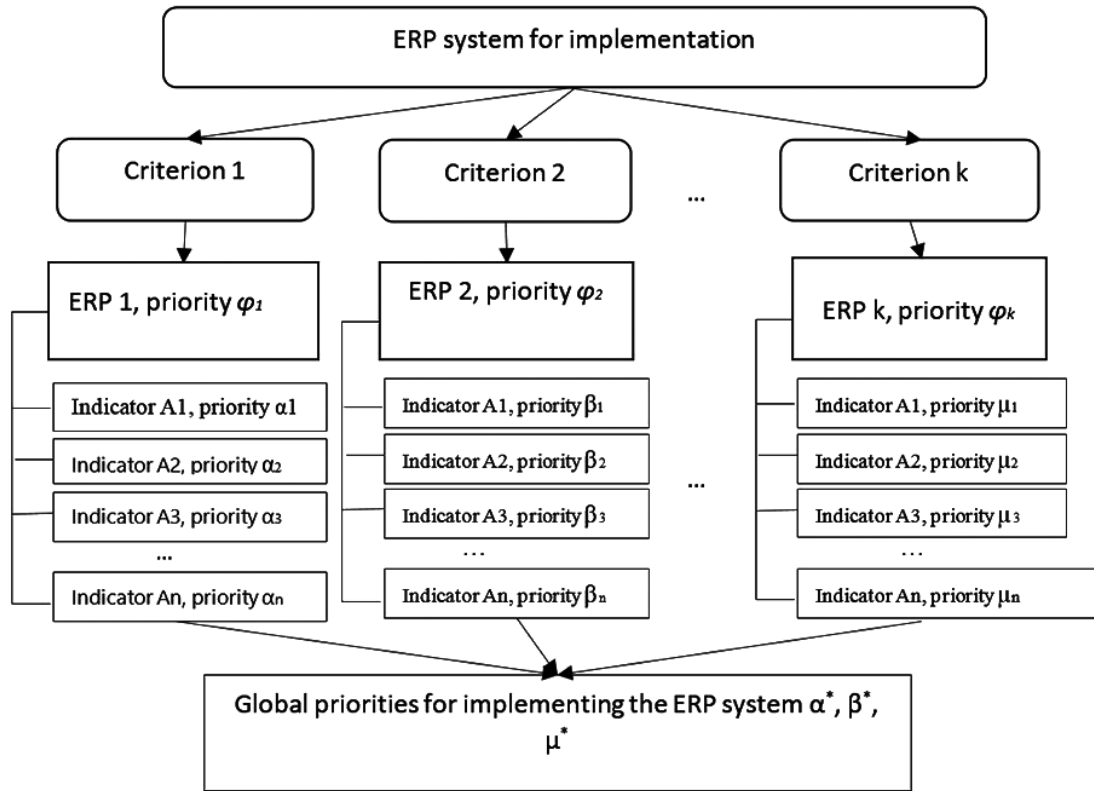 ERP system for implementation
Criterion 1
Criterion 2
...
Criterion k
ERP 1, priority φ₁
ERP 2, priority φ₂
ERP k, priority φₖ
Indicator A1, priority α1
Indicator A2, priority α₂
Indicator A3, priority α₃
...
Indicator An, priority αₙ
Indicator A1, priority β₁
Indicator A2, priority β₂
Indicator A3, priority β₃
...
Indicator An, priority βₙ
...
Indicator A1, priority μ₁
Indicator A2, priority μ₂
Indicator A3, priority μ₃
...
Indicator An, priority μₙ
Global priorities for implementing the ERP system α*, β*,
μ*